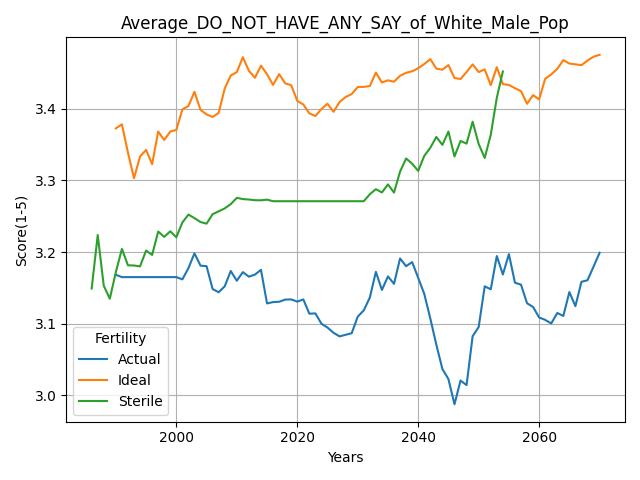 Average_DO_NOT_HAVE_ANY_SAY_of_White_Male_Pop
Score(1-5)
3.4
3.3
3.2
3.1
3.0
Fertility
Actual
Ideal
Sterile
2000 2020 2040 2060
Years